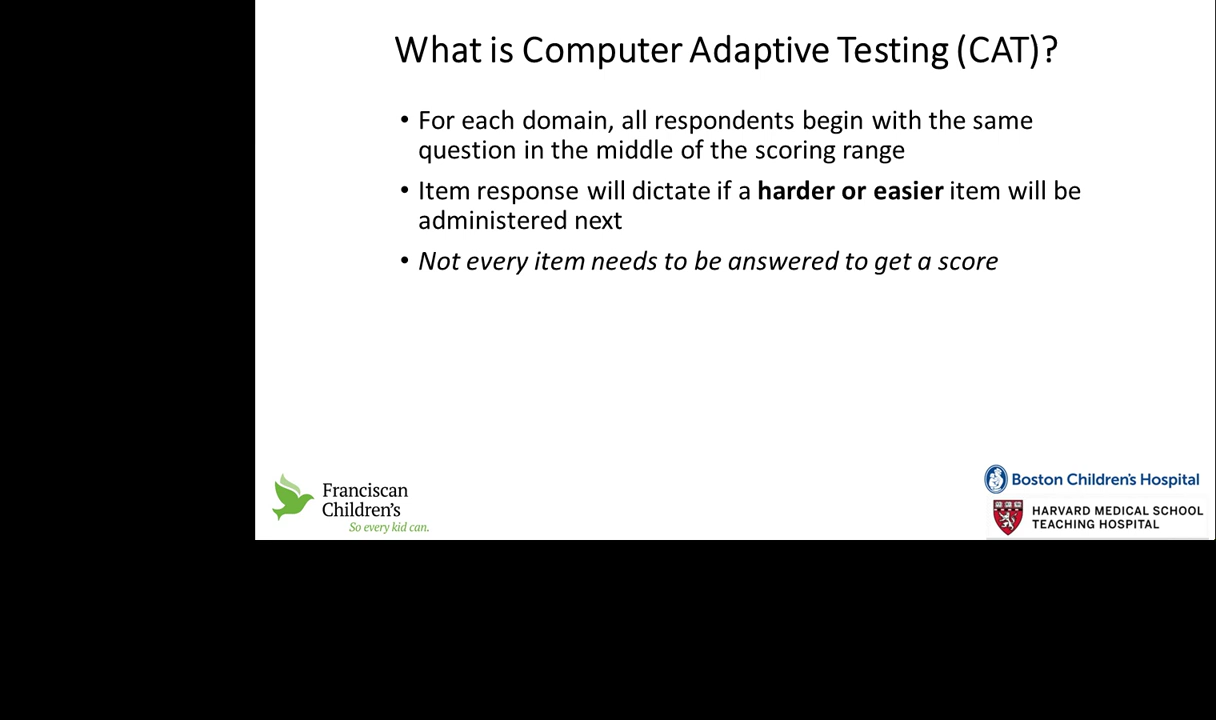 What is Computer Adaptive Testing (CAT)?
• For each domain, all respondents begin with the same
question in the middle of the scoring range
• Item response will dictate if a harder or easier item will be
administered next
• Not every item needs to be answered to get a score
Franciscan
Children's
So every kid can.
Boston Children's Hospital
HARVARD MEDICAL SCHOOL
TEACHING HOSPITAL